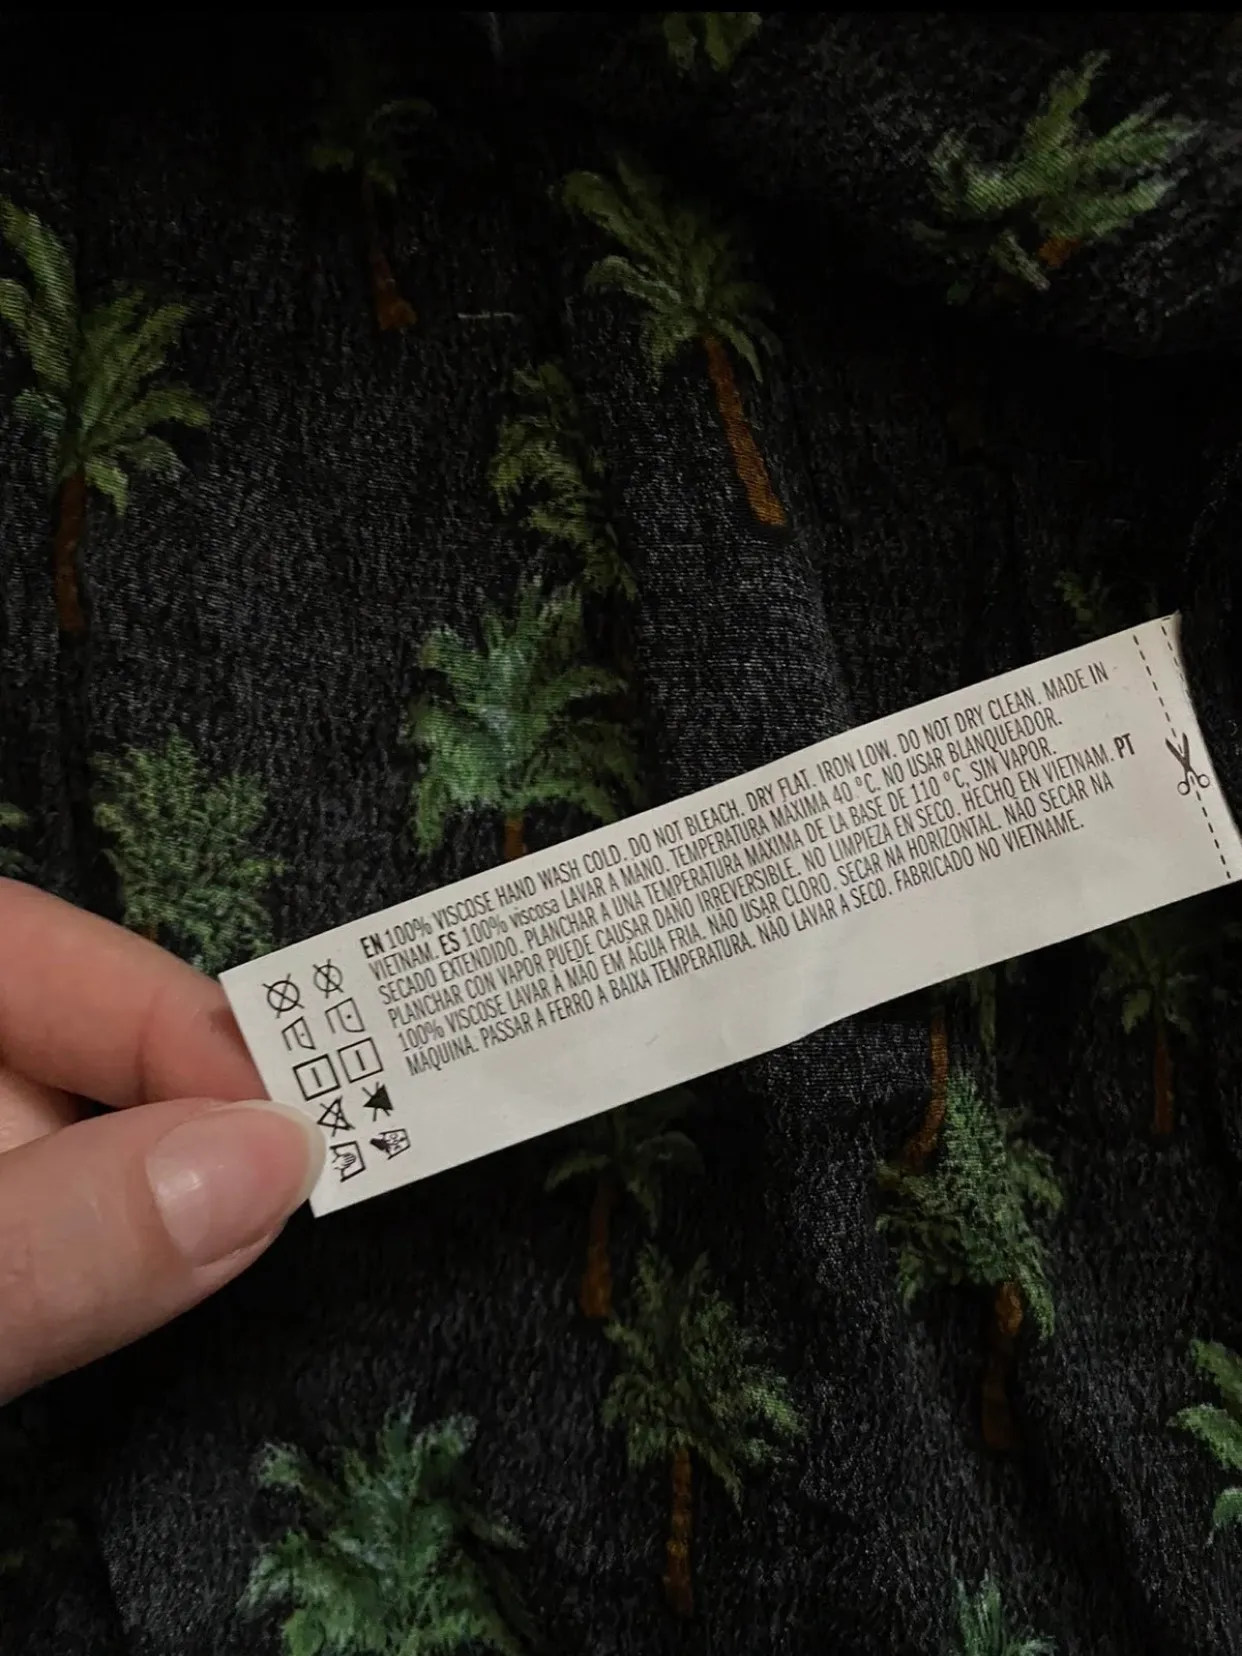 EN 100% VISCOSE HAND WASH COLD. DO NOT BLEACH. DRY FLAT. IRON LOW. DO NOT DRY CLEAN. MADE IN
VIETNAM. ES 100% viscosa LAVAR A MANO. TEMPERATURA MÁXIMA 40 °C. NO USAR BLANQUEADOR.
SECADO EXTENDIDO. PLANCHAR A UNA TEMPERATURA MÁXIMA DE LA BASE DE 110 °C, SIN VAPOR.
PLANCHAR CON VAPOR PUEDE CAUSAR DAÑO IRREVERSIBLE. NO LIMPIEZA EN SECO. HECHO EN VIETNAM. PT
100% VISCOSE LAVAR À MAO EM ÁGUA FRIA. NÃO USAR CLORO. SECAR NA HORIZONTAL. NÃO SECAR NA
MÁQUINA. PASSAR A FERRO A BAIXA TEMPERATURA. NÃO LAVAR A SECO. FABRICADO NO VIETNAME.